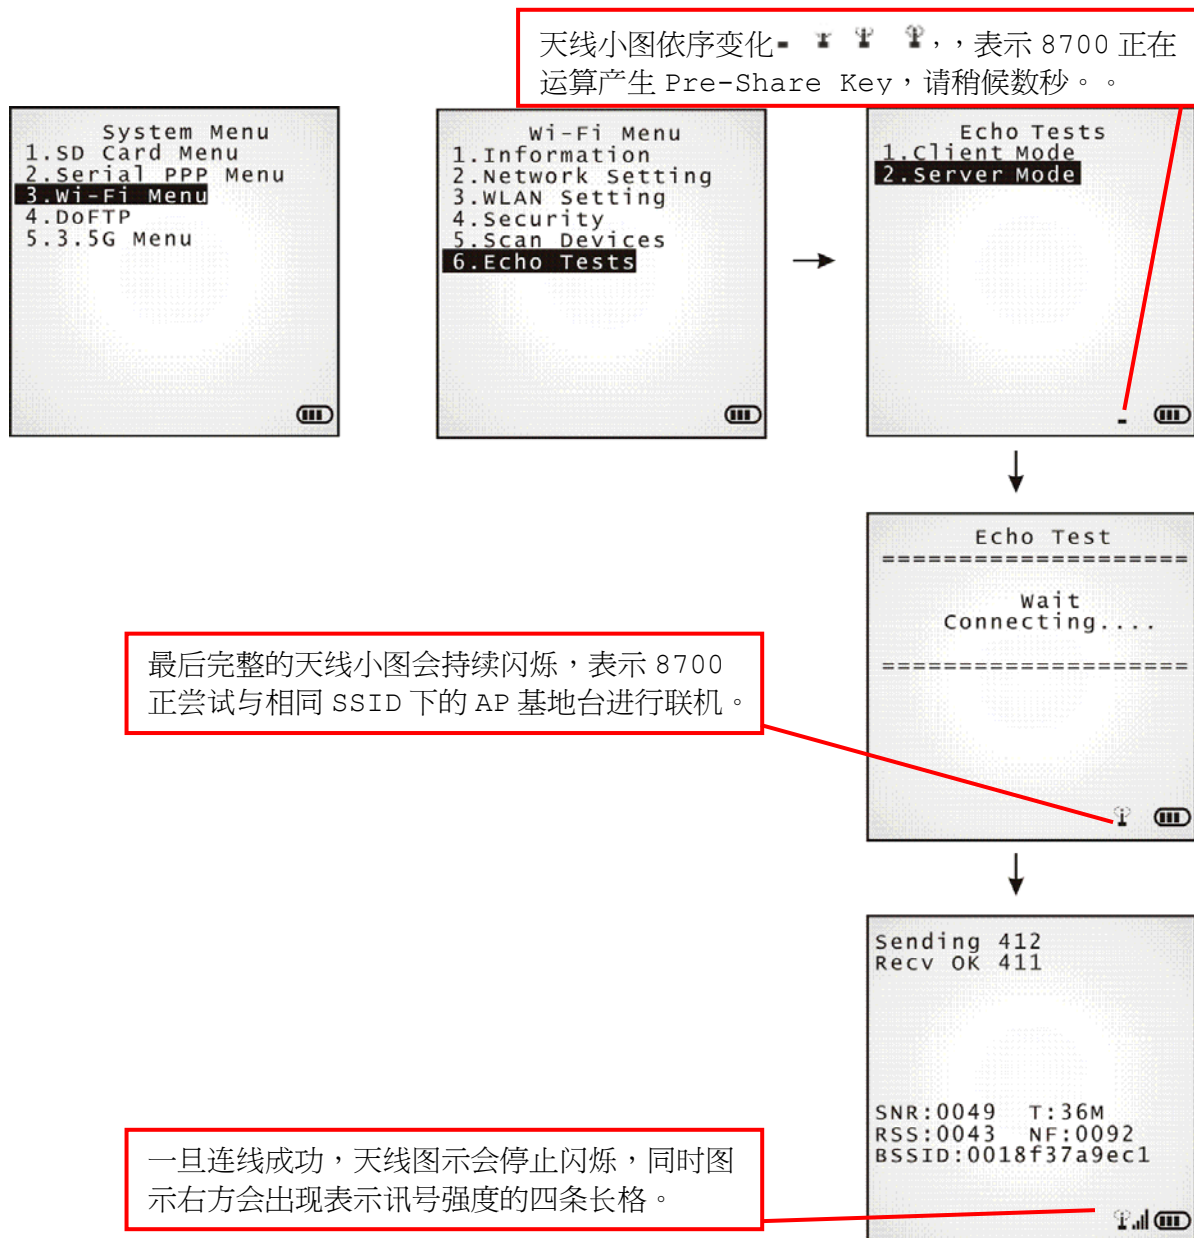 天线小图依序变化，，表示 8700 正在
运算产生 Pre-Share Key，请稍候数秒。。
System Menu
1.SD Card Menu
2.Serial PPP Menu
3.Wi-Fi Menu
4.DoFTP
5.3.5G Menu
Wi-Fi Menu
1.Information
2.Network Setting
3.WLAN Setting
4.Security
5.Scan Devices
6.Echo Tests
Echo Tests
1.Client Mode
2.Server Mode
Echo Test
====================
Wait
Connecting....
====================
最后完整的天线小图会持续闪烁，表示 8700
正尝试与相同 SSID 下的 AP 基地台进行联机。
Sending 412
Recv OK 411
SNR:0049 T:36M
RSS:0043 NF:0092
BSSID:0018f37a9ec1
一旦连线成功，天线图示会停止闪烁，同时图
示右方会出现表示讯号强度的四条长格。